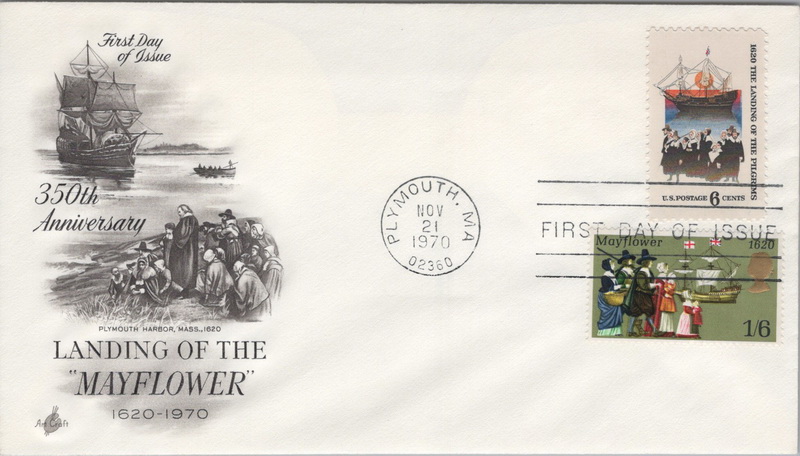 First Day
of Issue
350th
Anniversary
PLYMOUTH HARBOR, MASS., 1620
LANDING OF THE
"MAYFLOWER"
1620-1970
Art Craft
PLYMOUTH, MA
NOV
21
1970
02360
1620 THE LANDING OF THE PILGRIMS
U.S. POSTAGE 6 CENTS
FIRST DAY OF ISSUE
Mayflower 1620
1/6